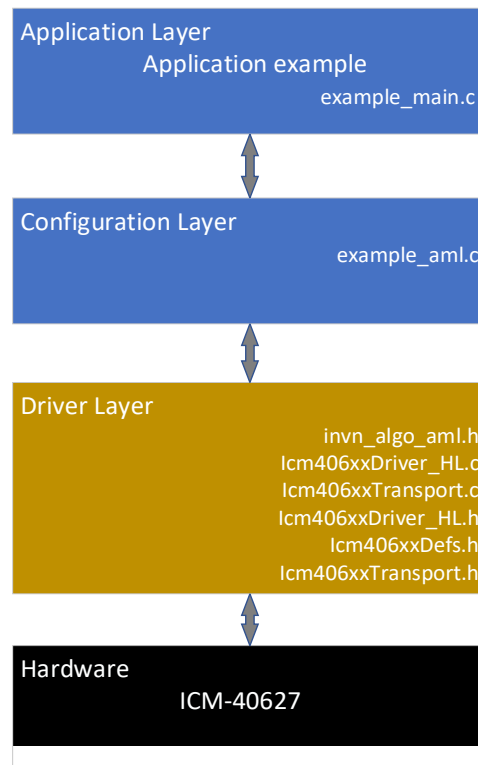 Application Layer
Application example
example_main.c
Configuration Layer
example_aml.c
Driver Layer
invn_algo_aml.h
Icm406xxDriver_HL.c
Icm406xxTransport.c
Icm406xxDriver_HL.h
Icm406xxDefs.h
Icm406xxTransport.h
Hardware
ICM-40627